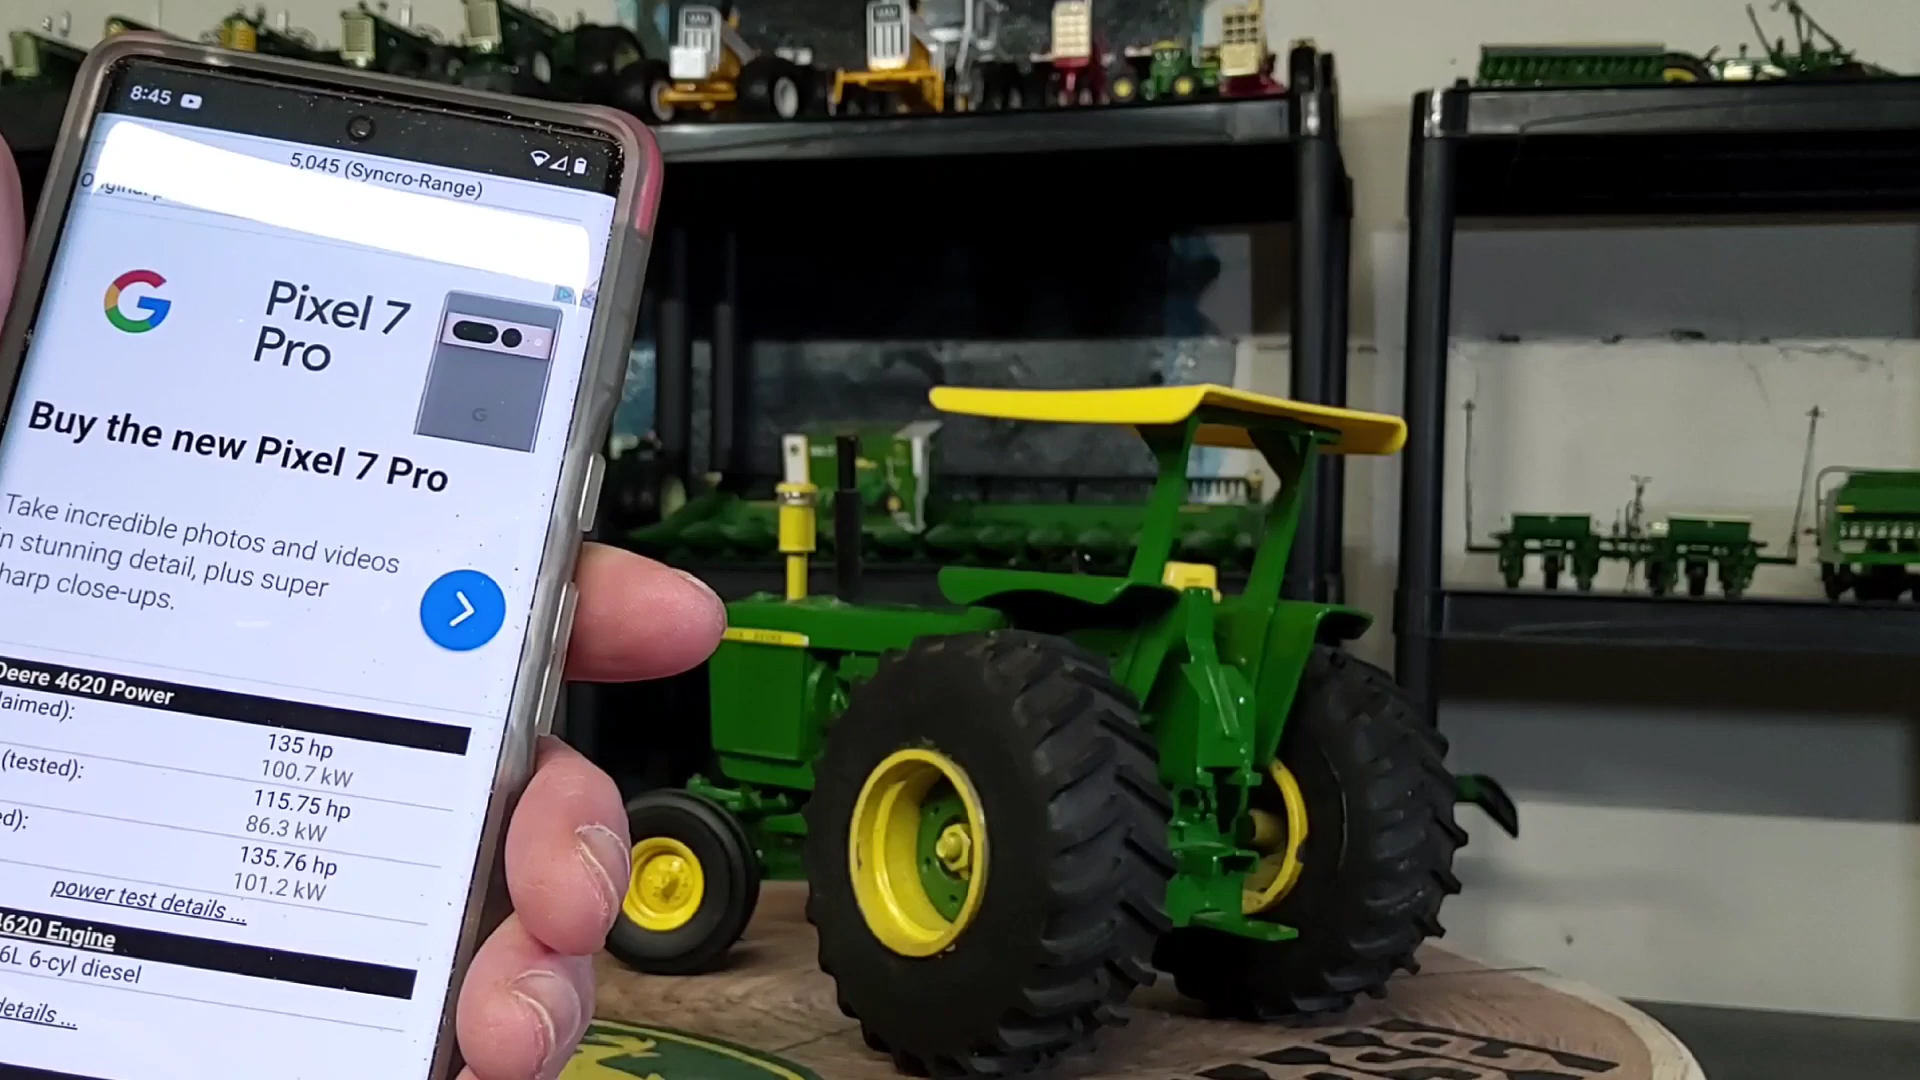 8:45
5,045 (Syncro-Range)
G
Pixel 7
Pro
Buy the new Pixel 7 Pro
Take incredible photos and videos
in stunning detail, plus super
harp close-ups.
Deere 4620 Power
laimed):
135 hp
100.7 kW
(tested):
115.75 hp
86.3 kW
ed):
135.76 hp
101.2 kW
power test details ...
4620 Engine
6L 6-cyl diesel
details ...